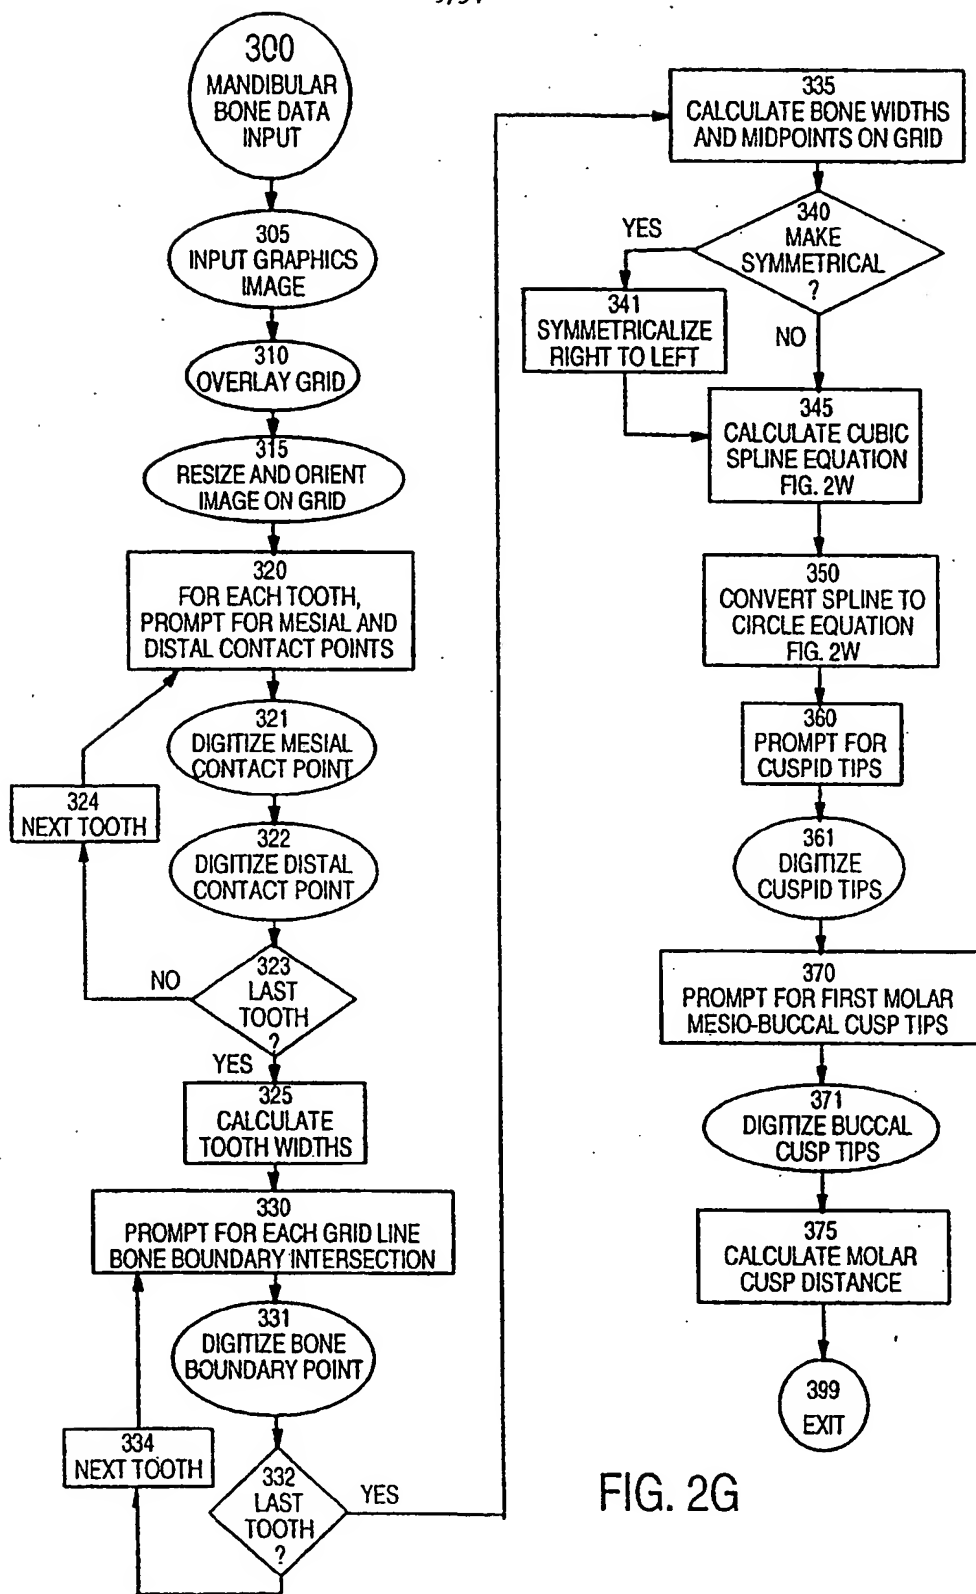 300
MANDIBULAR
BONE DATA
INPUT
305
INPUT GRAPHICS
IMAGE
310
OVERLAY GRID
315
RESIZE AND ORIENT
IMAGE ON GRID
320
FOR EACH TOOTH,
PROMPT FOR MESIAL AND
DISTAL CONTACT POINTS
321
DIGITIZE MESIAL
CONTACT POINT
324
NEXT TOOTH
322
DIGITIZE DISTAL
CONTACT POINT
NO
323
LAST
TOOTH
?
YES
325
CALCULATE
TOOTH WIDTHS
330
PROMPT FOR EACH GRID LINE
BONE BOUNDARY INTERSECTION
331
DIGITIZE BONE
BOUNDARY POINT
334
NEXT TOOTH
332
LAST
TOOTH
?
YES
335
CALCULATE BONE WIDTHS
AND MIDPOINTS ON GRID
YES
340
MAKE
SYMMETRICAL
?
341
SYMMETRICALIZE
RIGHT TO LEFT
NO
345
CALCULATE CUBIC
SPLINE EQUATION
FIG. 2W
350
CONVERT SPLINE TO
CIRCLE EQUATION
FIG. 2W
360
PROMPT FOR
CUSPID TIPS
361
DIGITIZE
CUSPID TIPS
370
PROMPT FOR FIRST MOLAR
MESIO-BUCCAL CUSP TIPS
371
DIGITIZE BUCCAL
CUSP TIPS
375
CALCULATE MOLAR
CUSP DISTANCE
399
EXIT
FIG. 2G